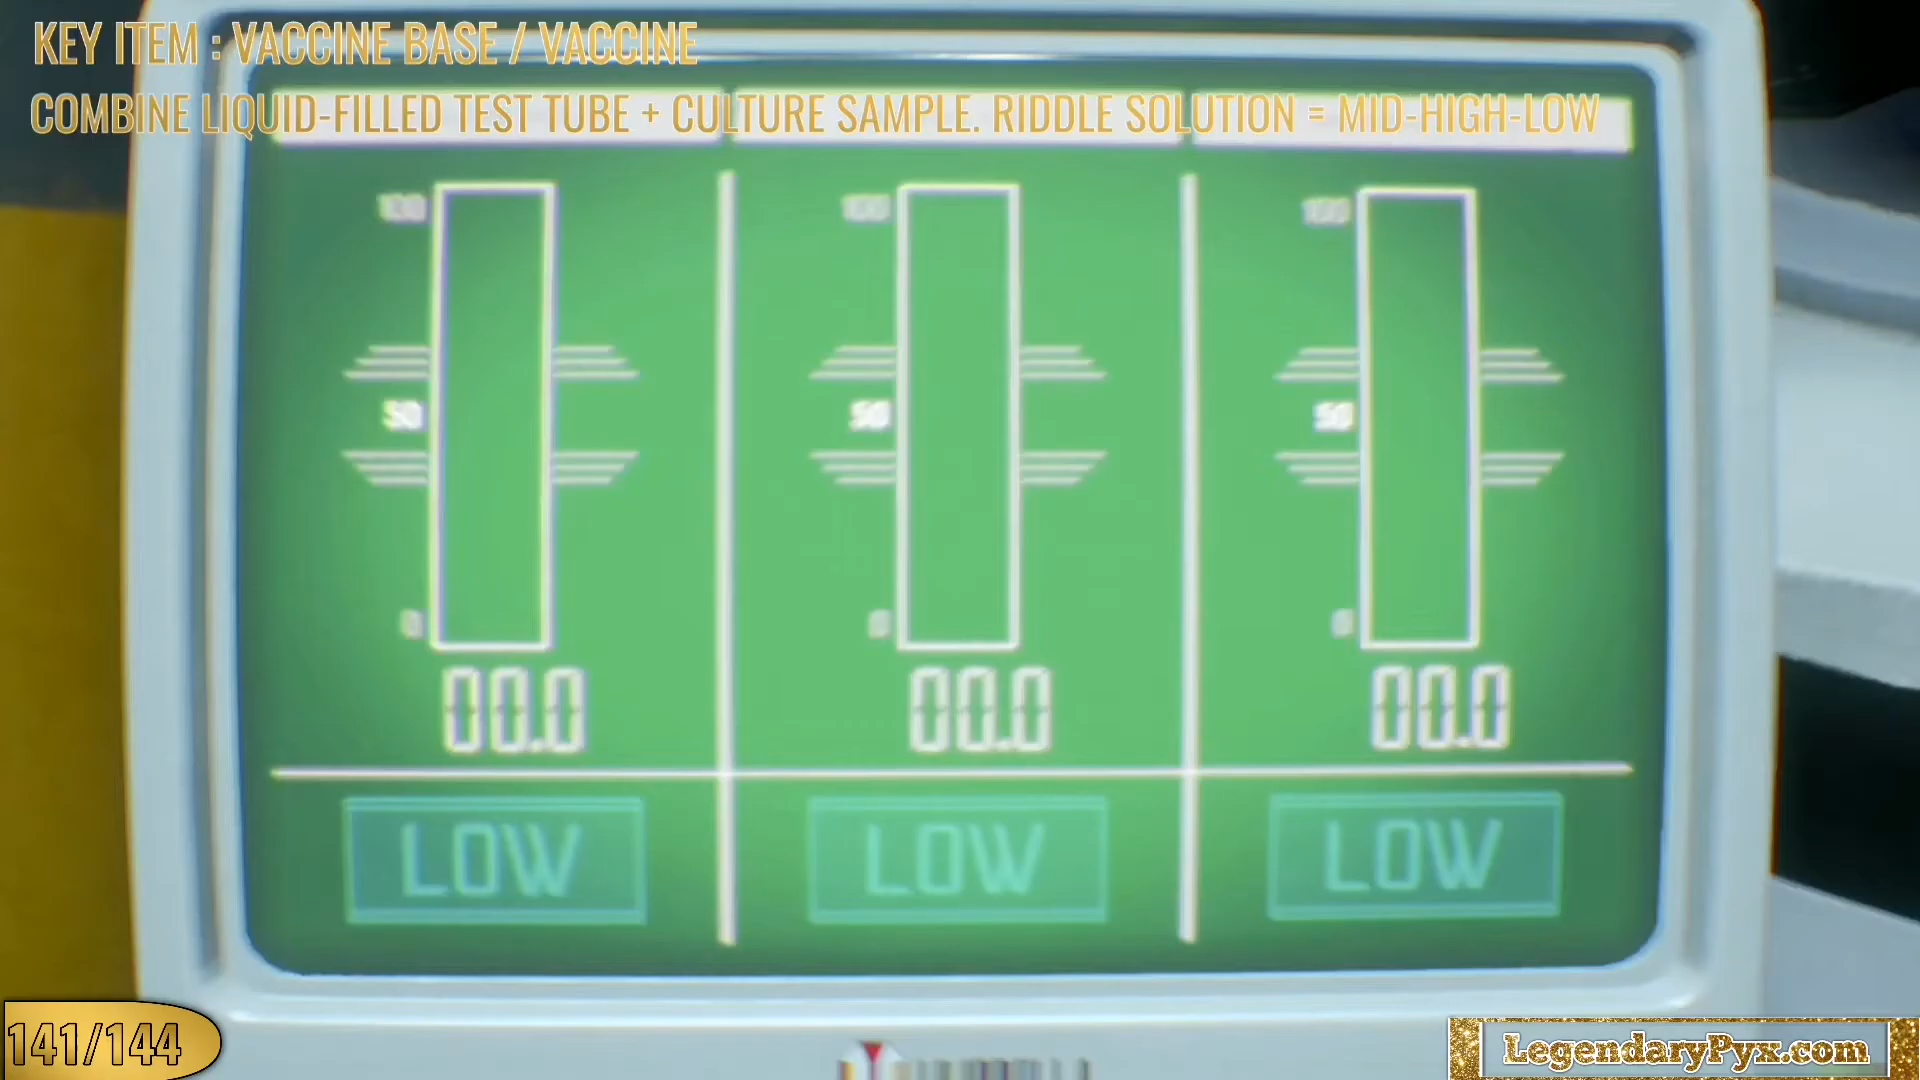 KEY ITEM : VACCINE BASE / VACCINE
COMBINE LIQUID-FILLED TEST TUBE + CULTURE SAMPLE. RIDDLE SOLUTION = MID-HIGH-LOW
100 100 100
50 50 50
0 0 0
00.0 00.0 00.0
LOW LOW LOW
141/144
LegendaryPyx.com